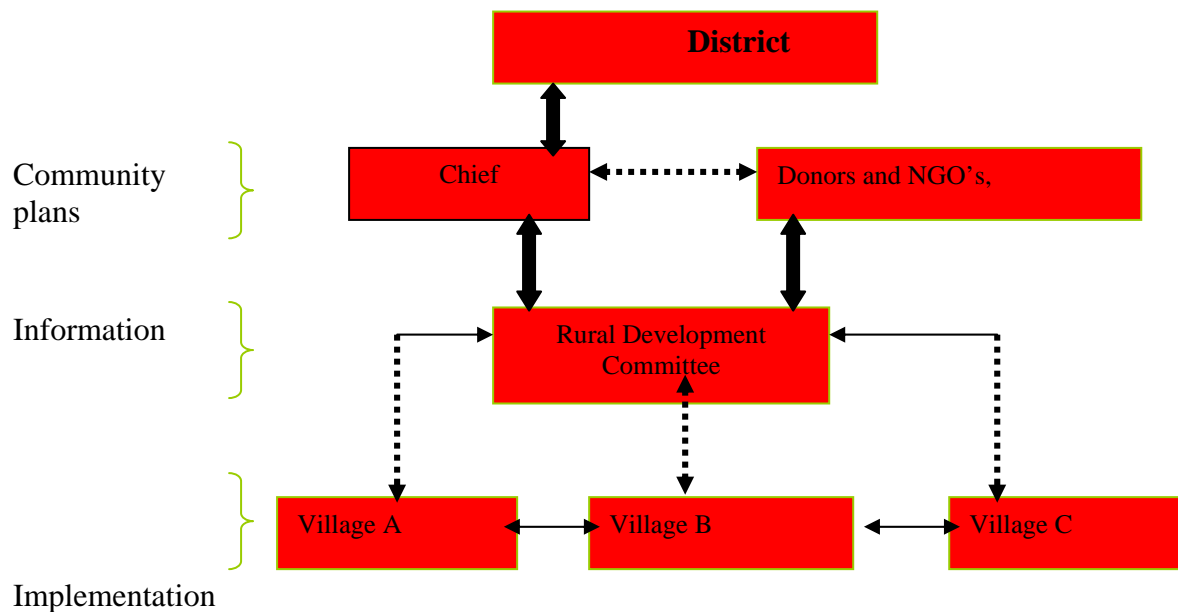 District
Community
plans
Chief
Donors and NGO's,
Information
Rural Development
Committee
Village A
Village B
Village C
Implementation